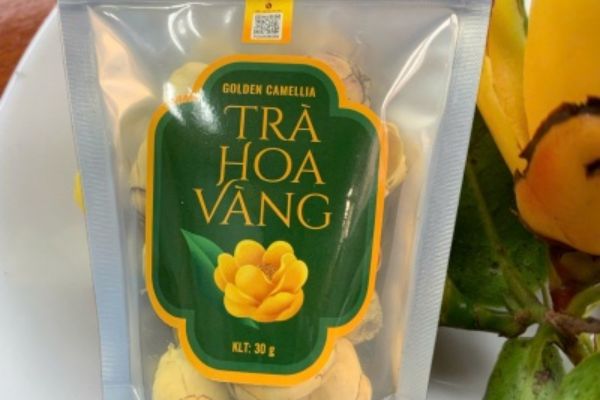 GOLDEN CAMELLIA
TRÀ
HOA
VÀNG
KLT: 30 g